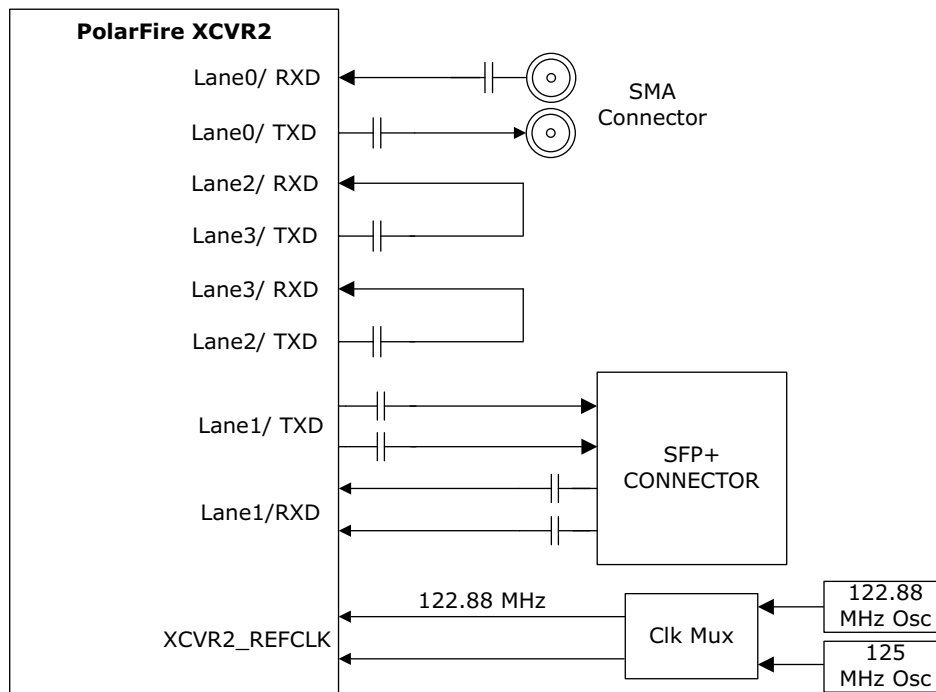 PolarFire XCVR2
Lane0/ RXD
SMA
Connector
Lane0/ TXD
Lane2/ RXD
Lane3/ TXD
Lane3/ RXD
Lane2/ TXD
Lane1/ TXD
SFP+
CONNECTOR
Lane1/RXD
122.88 MHz
XCVR2_REFCLK
Clk Mux
122.88
MHz Osc
125
MHz Osc